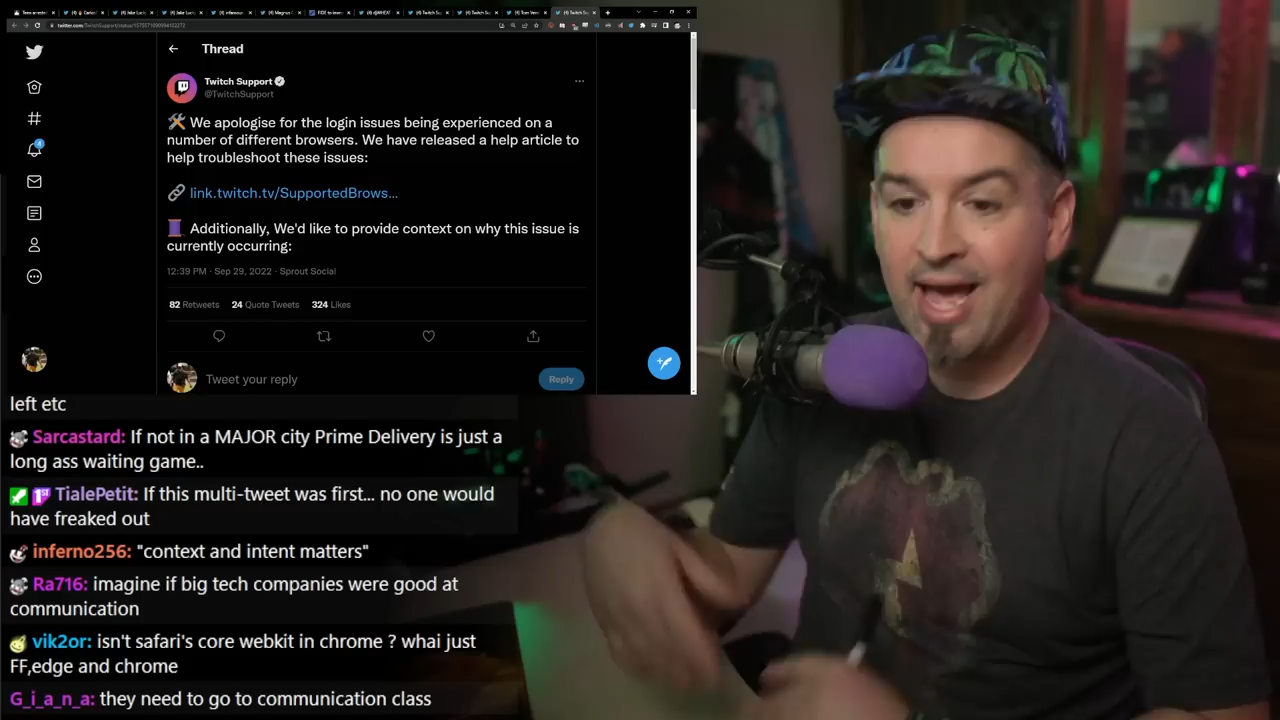 twitter.com/TwitchSupport/status/
Thread
Twitch Support
@TwitchSupport
We apologise for the login issues being experienced on a
number of different browsers. We have released a help article to
help troubleshoot these issues:
link.twitch.tv/SupportedBrows...
Additionally, We'd like to provide context on why this issue is
currently occurring:
12:39 PM · Sep 29, 2022 · Sprout Social
82 Retweets 24 Quote Tweets 324 Likes
Tweet your reply
Reply
left etc
Sarcastard: If not in a MAJOR city Prime Delivery is just a
long ass waiting game..
TialePetit: If this multi-tweet was first... no one would
have freaked out
inferno256: "context and intent matters"
Ra716: imagine if big tech companies were good at
communication
vik2or: isn't safari's core webkit in chrome ? whai just
FF,edge and chrome
G_i_a_n_a: they need to go to communication class